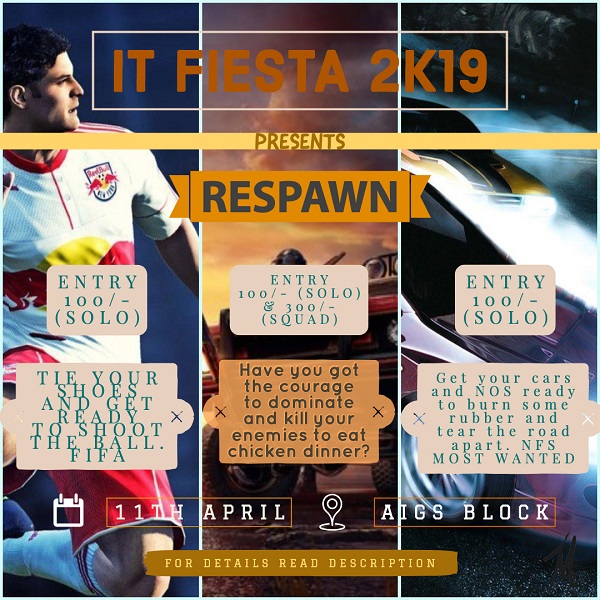 IT FIESTA 2K19
PRESENTS
RESPAWN
ENTRY
100/-
(SOLO)
ENTRY
100/- (SOLO)
& 300/-
(SQUAD)
ENTRY
100/-
(SOLO)
TIE YOUR
SHOES
AND GET
READY
TO SHOOT
THE BALL.
FIFA
Have you got
the courage
to dominate
and kill your
enemies to eat
chicken dinner?
Get your cars
and NOS ready
to burn some
rubber and
tear the road
apart. NFS
MOST WANTED
11TH APRIL
AIGS BLOCK
FOR DETAILS READ DESCRIPTION
Red Bull